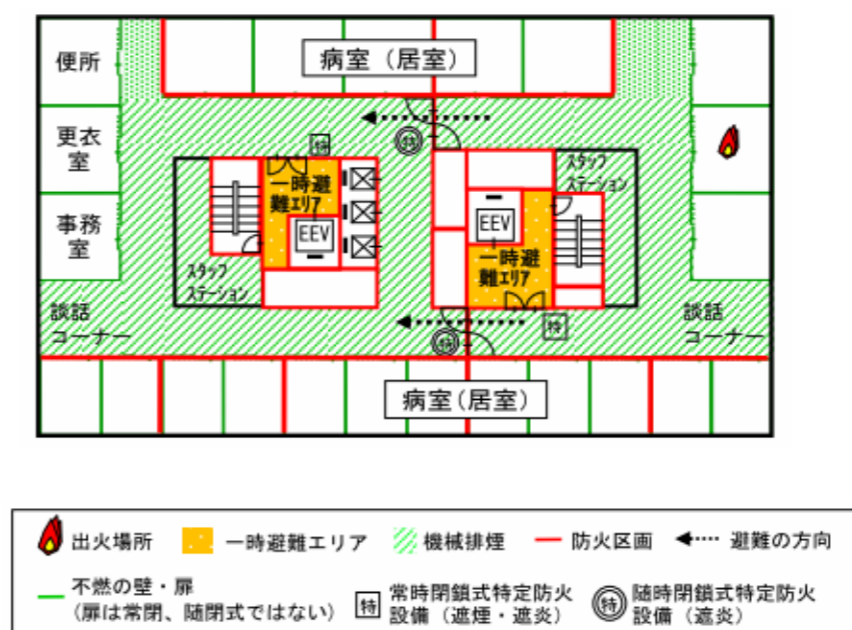 便所
病室（居室）
更衣
室
特
特
一時避
難エリア
EEV
スタッフ
ステーション
EEV
事務
室
一時避
難エリア
スタッフ
ステーション
談話
コーナー
特
特
談話
コーナー
病室（居室）
出火場所
一時避難エリア
機械排煙
防火区画
避難の方向
不燃の壁・扉
（扉は常閉、随閉式ではない）
特
常時閉鎖式特定防火
設備（遮煙・遮炎）
特
随時閉鎖式特定防火
設備（遮炎）